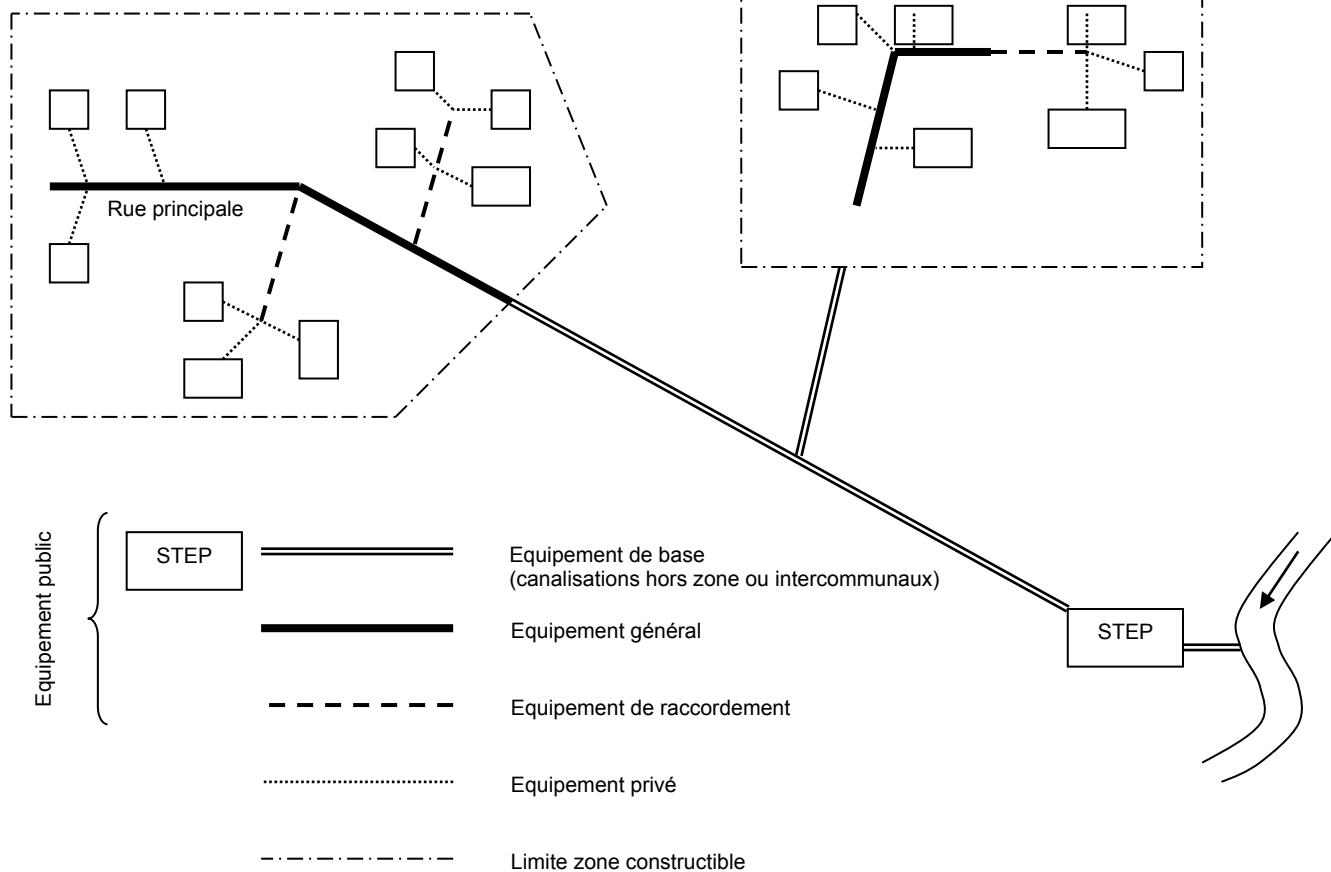 Rue principale
Equipement public
STEP
Equipement de base
(canalisations hors zone ou intercommunaux)
STEP
Equipement général
Equipement de raccordement
Equipement privé
Limite zone constructible